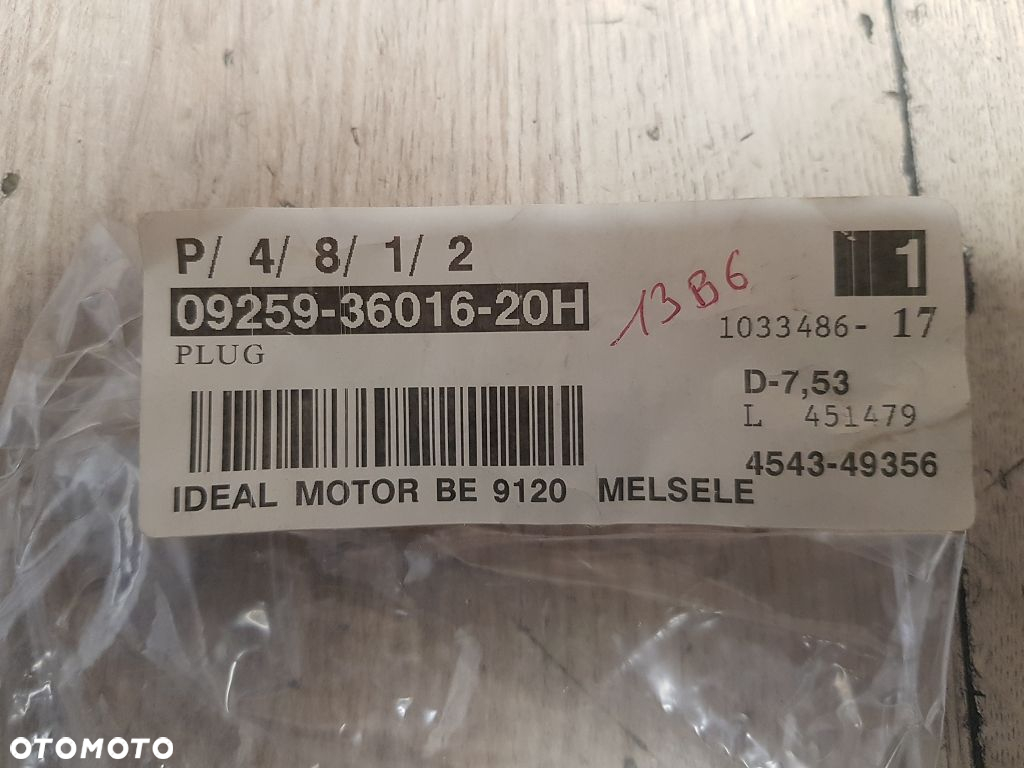 P/ 4/ 8/ 1/ 2
1
09259-36016-20H
13B6
1033486- 17
PLUG
D-7,53
L 451479
4543-49356
IDEAL MOTOR BE 9120 MELSELE
OTOMOTO